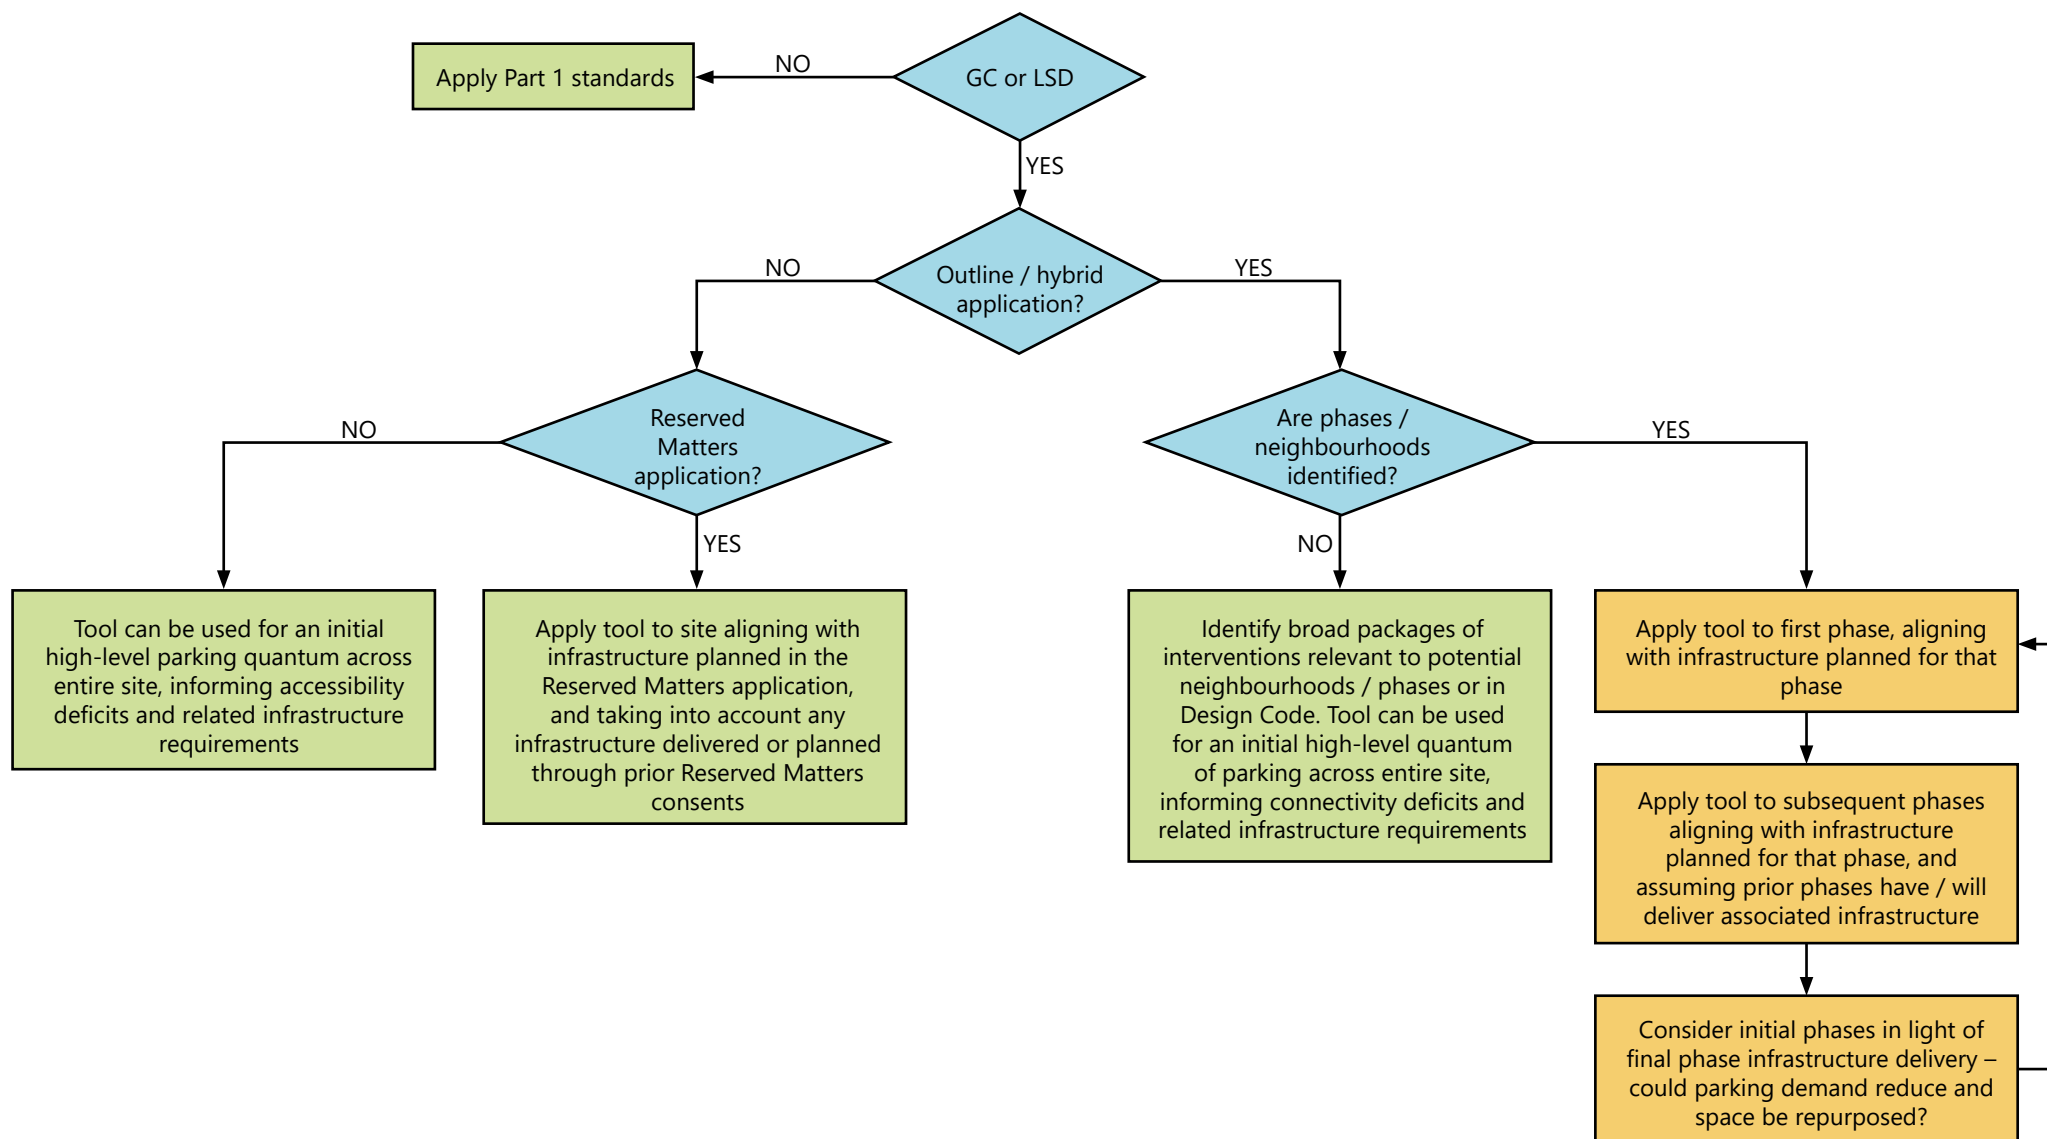 Apply Part 1 standards
NO
GC or LSD
YES
NO
Outline / hybrid
application?
YES
NO
Reserved
Matters
application?
YES
Are phases /
neighbourhoods
identified?
YES
NO
Tool can be used for an initial
high-level parking quantum across
entire site, informing accessibility
deficits and related infrastructure
requirements
Apply tool to site aligning with
infrastructure planned in the
Reserved Matters application,
and taking into account any
infrastructure delivered or planned
through prior Reserved Matters
consents
Identify broad packages of
interventions relevant to potential
neighbourhoods / phases or in
Design Code. Tool can be used
for an initial high-level quantum
of parking across entire site,
informing connectivity deficits and
related infrastructure requirements
Apply tool to first phase, aligning
with infrastructure planned for that
phase
Apply tool to subsequent phases
aligning with infrastructure
planned for that phase, and
assuming prior phases have / will
deliver associated infrastructure
Consider initial phases in light of
final phase infrastructure delivery –
could parking demand reduce and
space be repurposed?